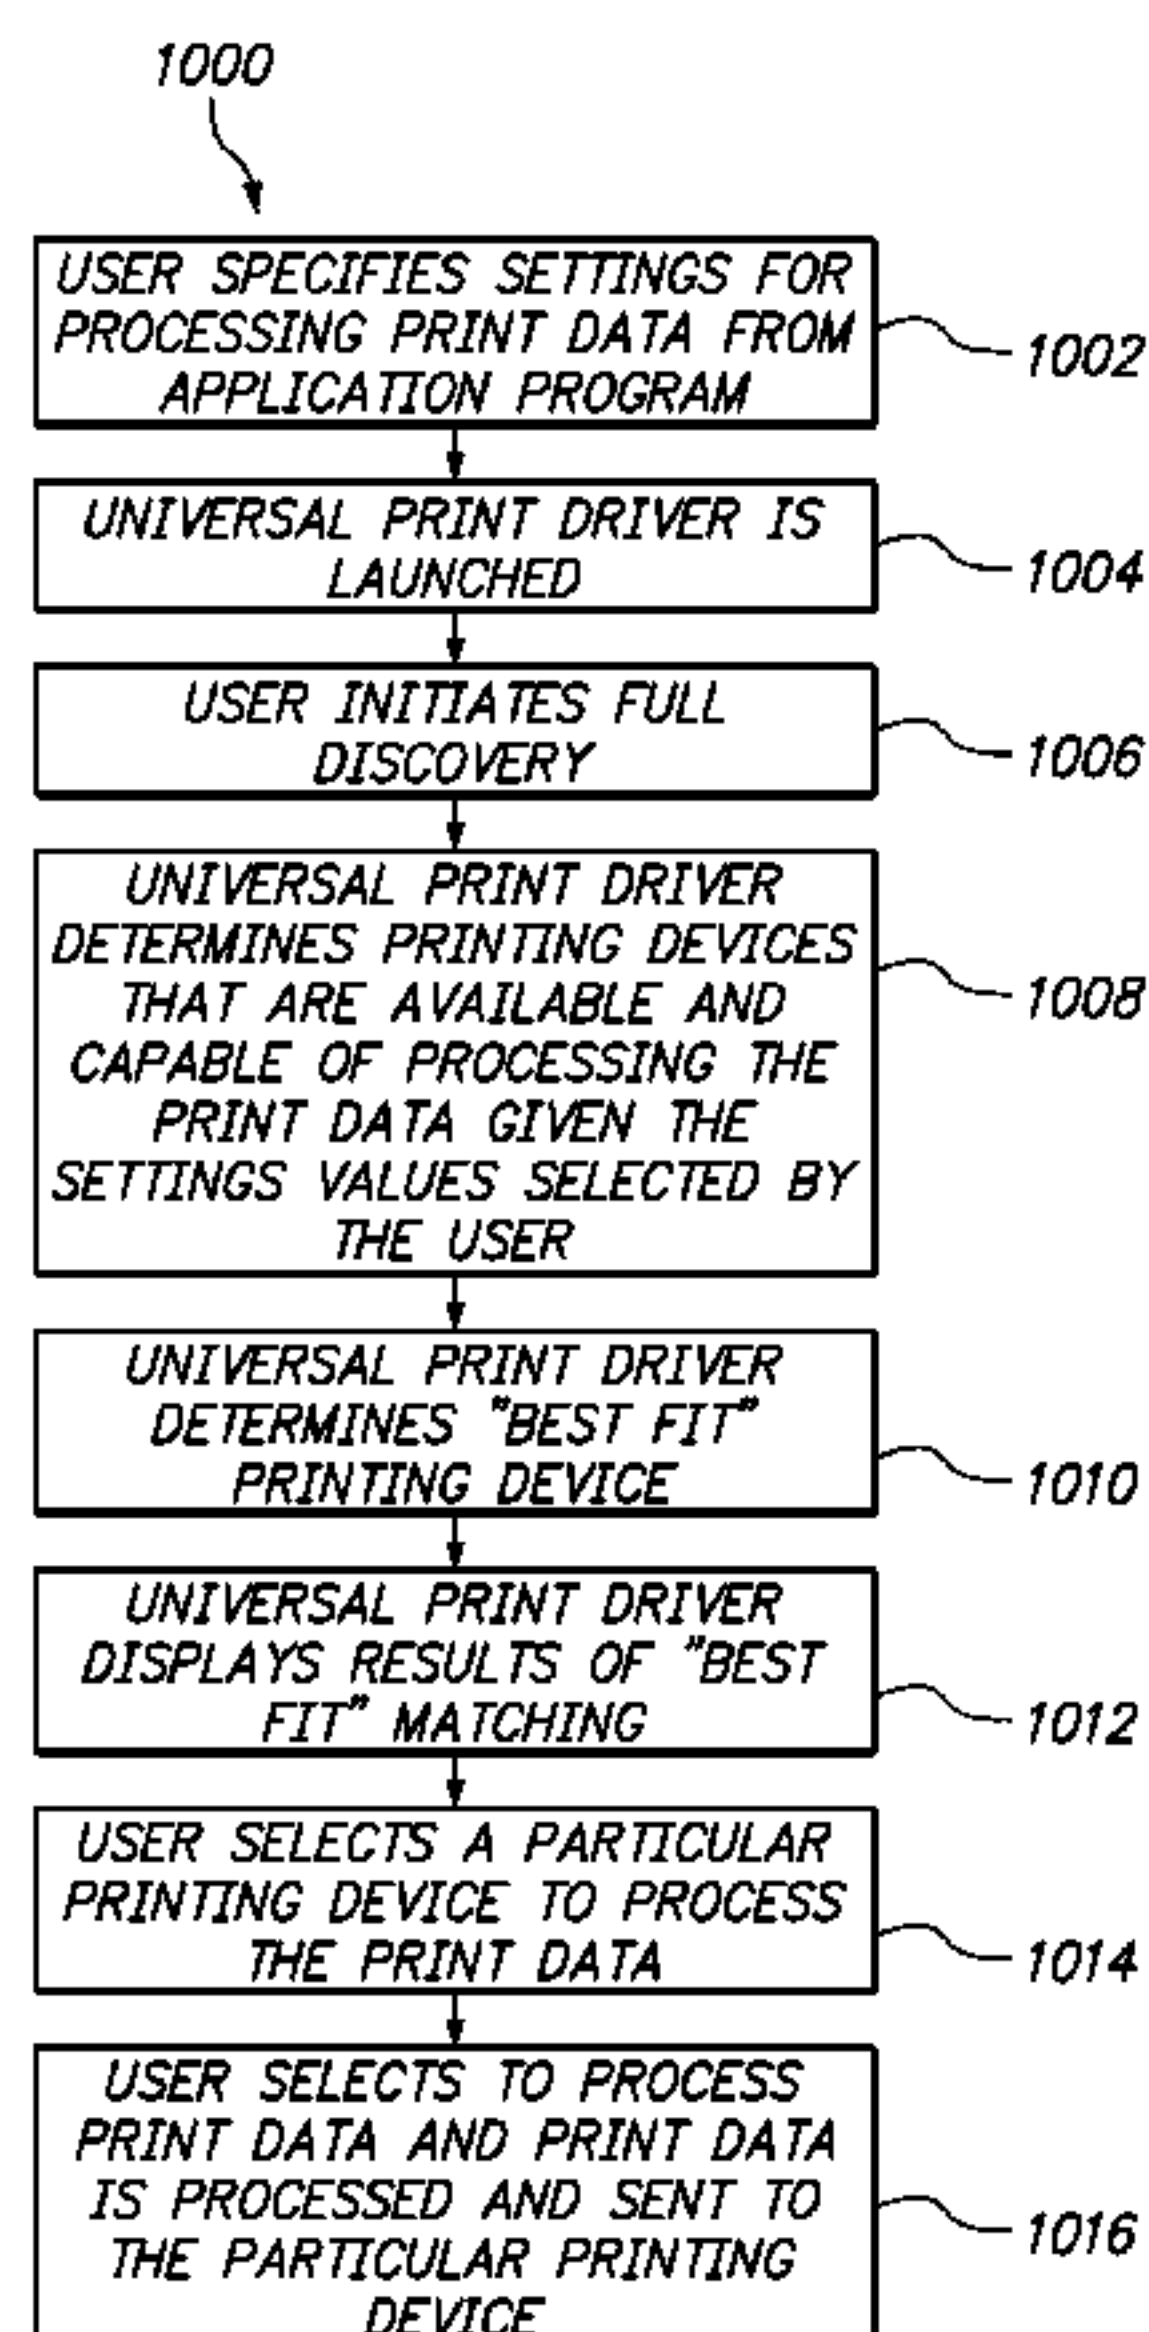 1000
USER SPECIFIES SETTINGS FOR
PROCESSING PRINT DATA FROM
APPLICATION PROGRAM
1002
UNIVERSAL PRINT DRIVER IS
LAUNCHED
1004
USER INITIATES FULL
DISCOVERY
1006
UNIVERSAL PRINT DRIVER
DETERMINES PRINTING DEVICES
THAT ARE AVAILABLE AND
CAPABLE OF PROCESSING THE
PRINT DATA GIVEN THE
SETTINGS VALUES SELECTED BY
THE USER
1008
UNIVERSAL PRINT DRIVER
DETERMINES "BEST FIT"
PRINTING DEVICE
1010
UNIVERSAL PRINT DRIVER
DISPLAYS RESULTS OF "BEST
FIT" MATCHING
1012
USER SELECTS A PARTICULAR
PRINTING DEVICE TO PROCESS
THE PRINT DATA
1014
USER SELECTS TO PROCESS
PRINT DATA AND PRINT DATA
IS PROCESSED AND SENT TO
THE PARTICULAR PRINTING
DEVICE
1016